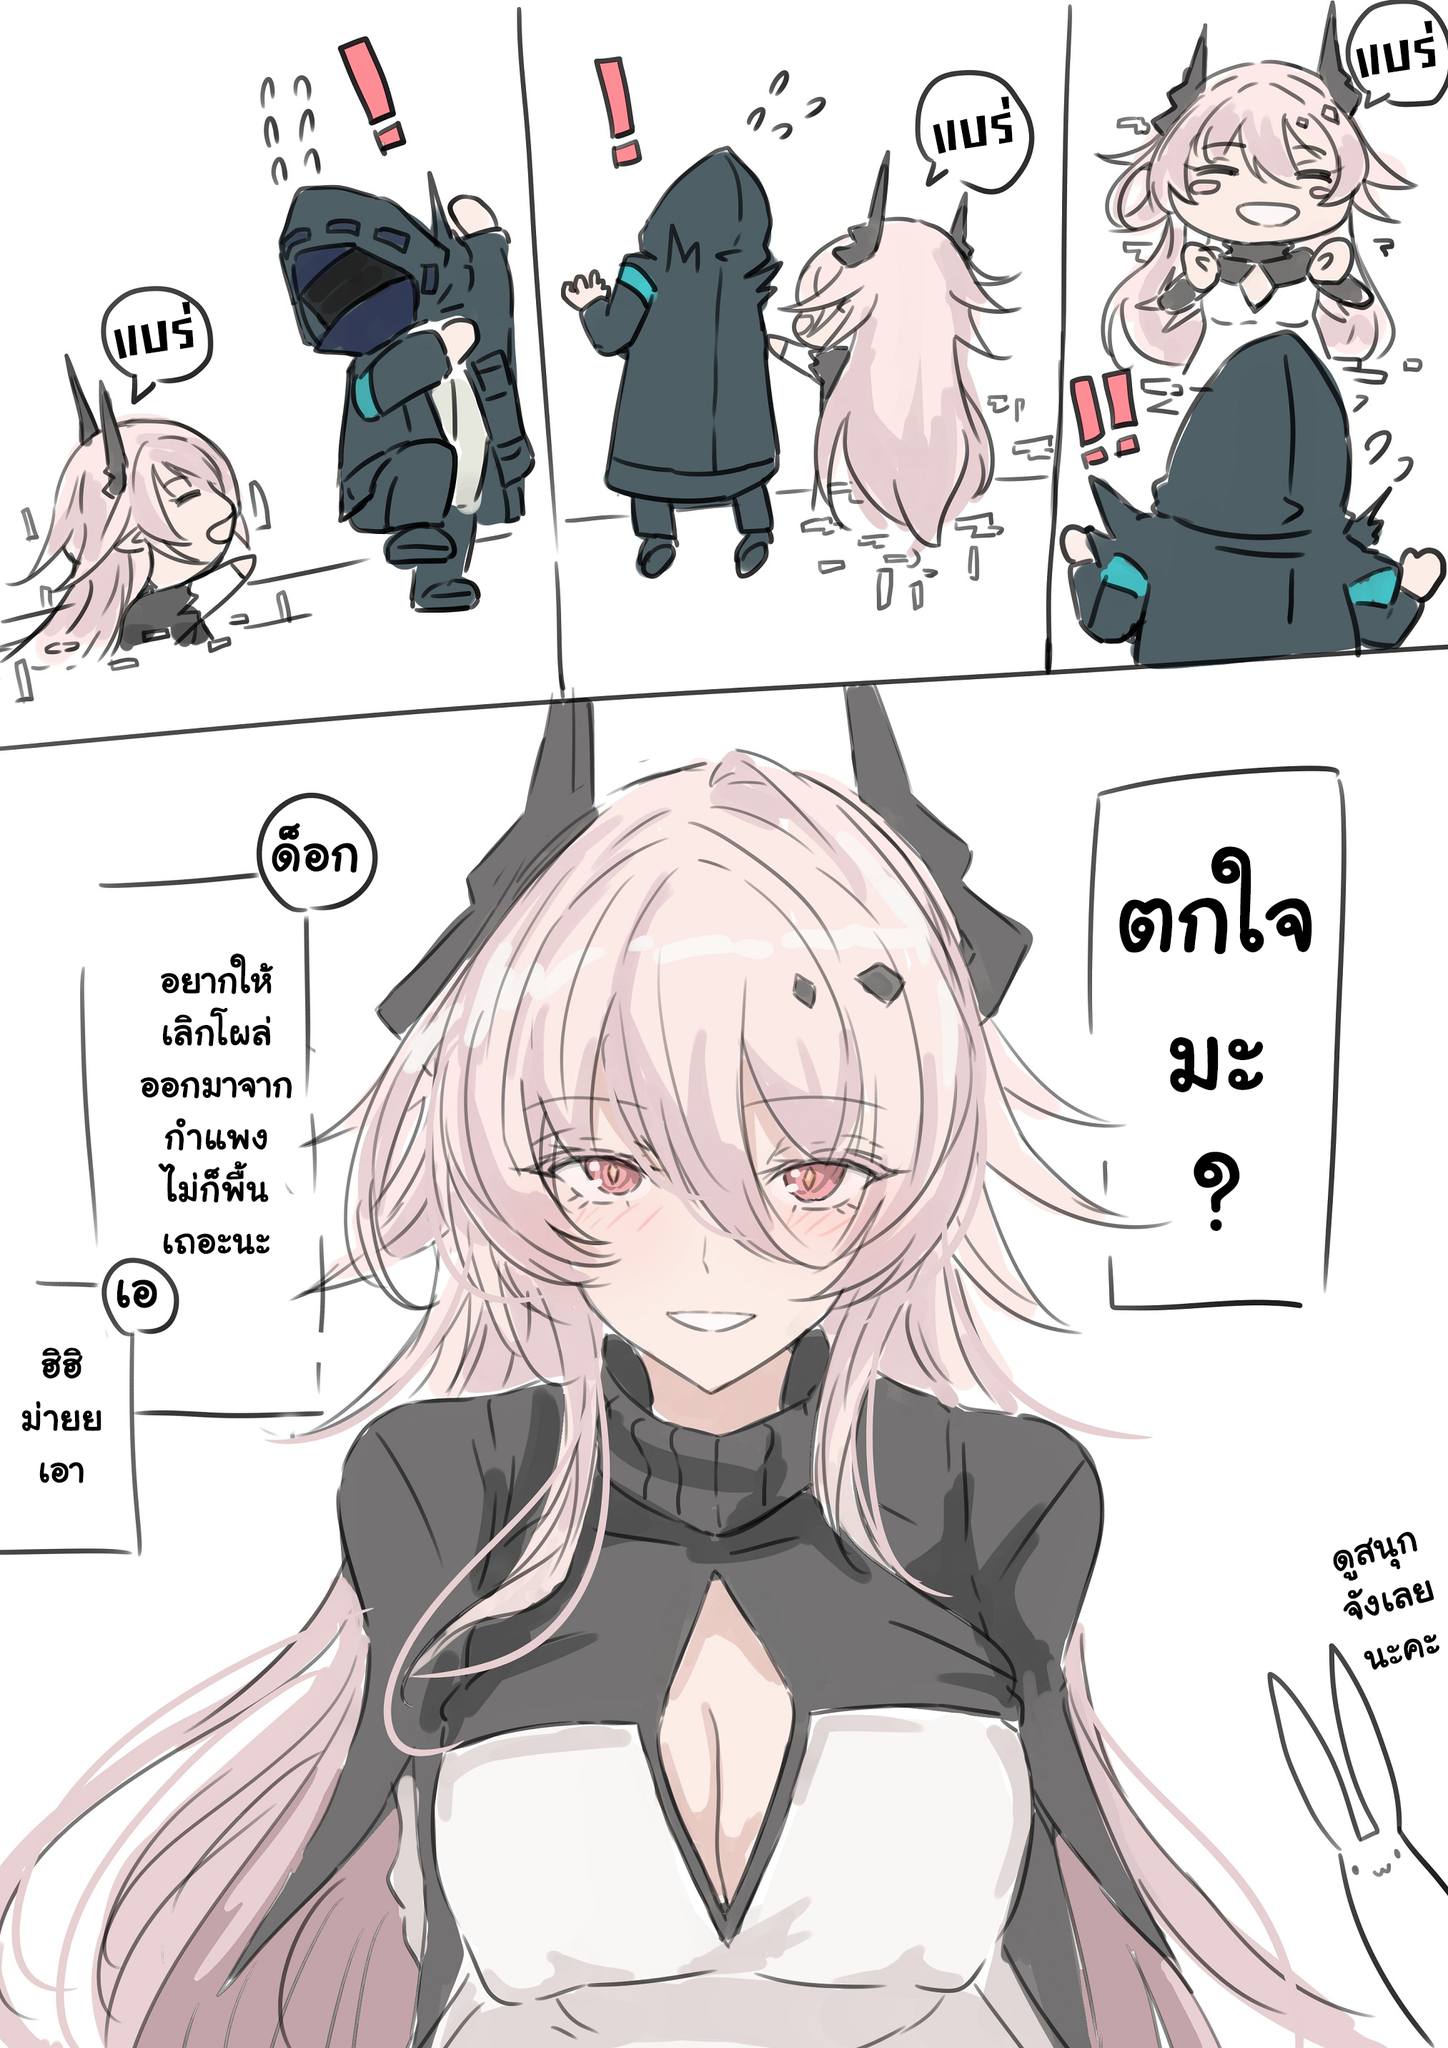 แบร่
แบร่
แบร่
ด็อก
อยากให้
เลิกโผล่
ออกมาจาก
กำแพง
ไม่ก็พื้น
เถอะนะ
เอ
ฮิฮิ
ม่ายย
เอา
ตกใจ
มะ
?
ดูสนุก
จังเลย
นะคะ